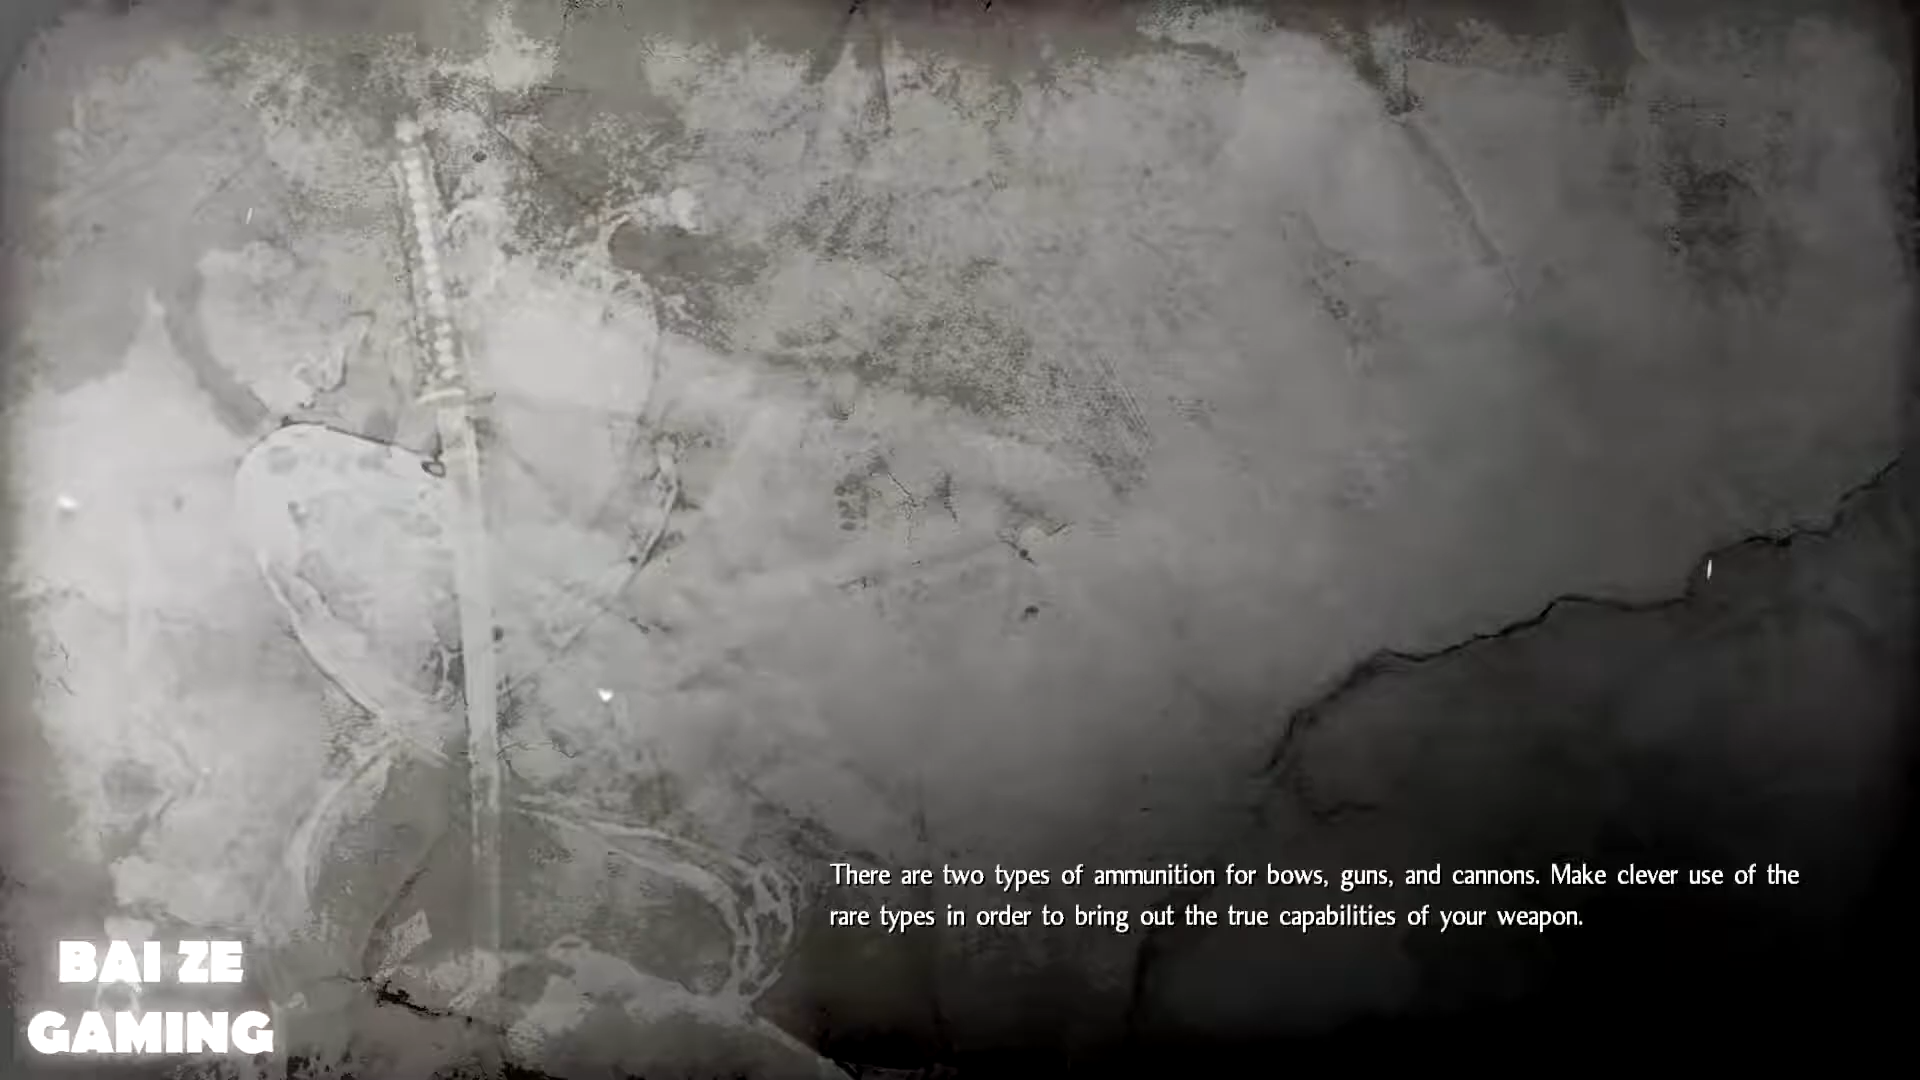 There are two types of ammunition for bows, guns, and cannons. Make clever use of the
rare types in order to bring out the true capabilities of your weapon.
BAI ZE
GAMING